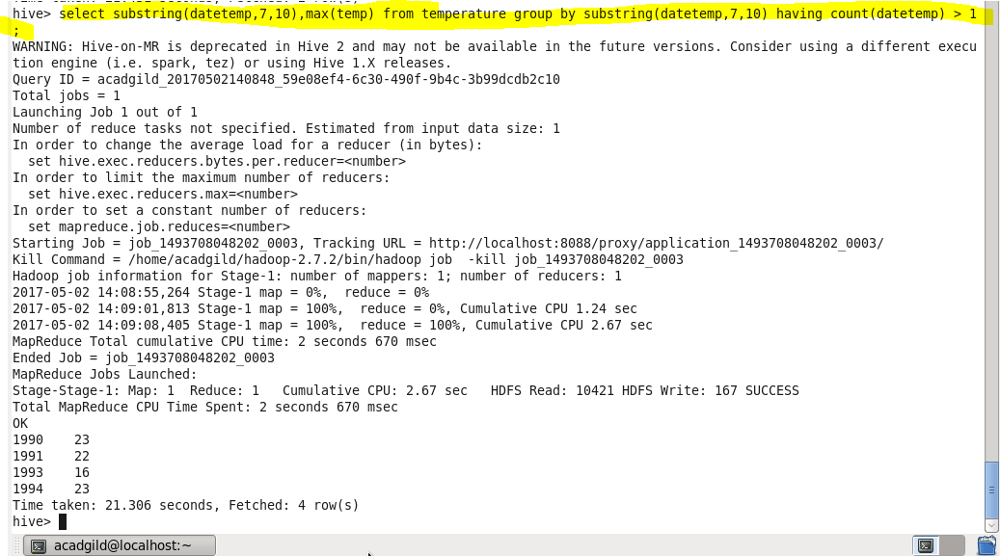 hive> select substring(datetemp,7,10),max(temp) from temperature group by substring(datetemp,7,10) having count(datetemp) > 1
;
WARNING: Hive-on-MR is deprecated in Hive 2 and may not be available in the future versions. Consider using a different execu
tion engine (i.e. spark, tez) or using Hive 1.X releases.
Query ID = acadgild_20170502140848_59e08ef4-6c30-490f-9b4c-3b99dcdb2c10
Total jobs = 1
Launching Job 1 out of 1
Number of reduce tasks not specified. Estimated from input data size: 1
In order to change the average load for a reducer (in bytes):
  set hive.exec.reducers.bytes.per.reducer=<number>
In order to limit the maximum number of reducers:
  set hive.exec.reducers.max=<number>
In order to set a constant number of reducers:
  set mapreduce.job.reduces=<number>
Starting Job = job_1493708048202_0003, Tracking URL = http://localhost:8088/proxy/application_1493708048202_0003/
Kill Command = /home/acadgild/hadoop-2.7.2/bin/hadoop job  -kill job_1493708048202_0003
Hadoop job information for Stage-1: number of mappers: 1; number of reducers: 1
2017-05-02 14:08:55,264 Stage-1 map = 0%,  reduce = 0%
2017-05-02 14:09:01,813 Stage-1 map = 100%,  reduce = 0%, Cumulative CPU 1.24 sec
2017-05-02 14:09:08,405 Stage-1 map = 100%,  reduce = 100%, Cumulative CPU 2.67 sec
MapReduce Total cumulative CPU time: 2 seconds 670 msec
Ended Job = job_1493708048202_0003
MapReduce Jobs Launched:
Stage-Stage-1: Map: 1  Reduce: 1   Cumulative CPU: 2.67 sec   HDFS Read: 10421 HDFS Write: 167 SUCCESS
Total MapReduce CPU Time Spent: 2 seconds 670 msec
OK
1990    23
1991    22
1993    16
1994    23
Time taken: 21.306 seconds, Fetched: 4 row(s)
hive>
acadgild@localhost:~